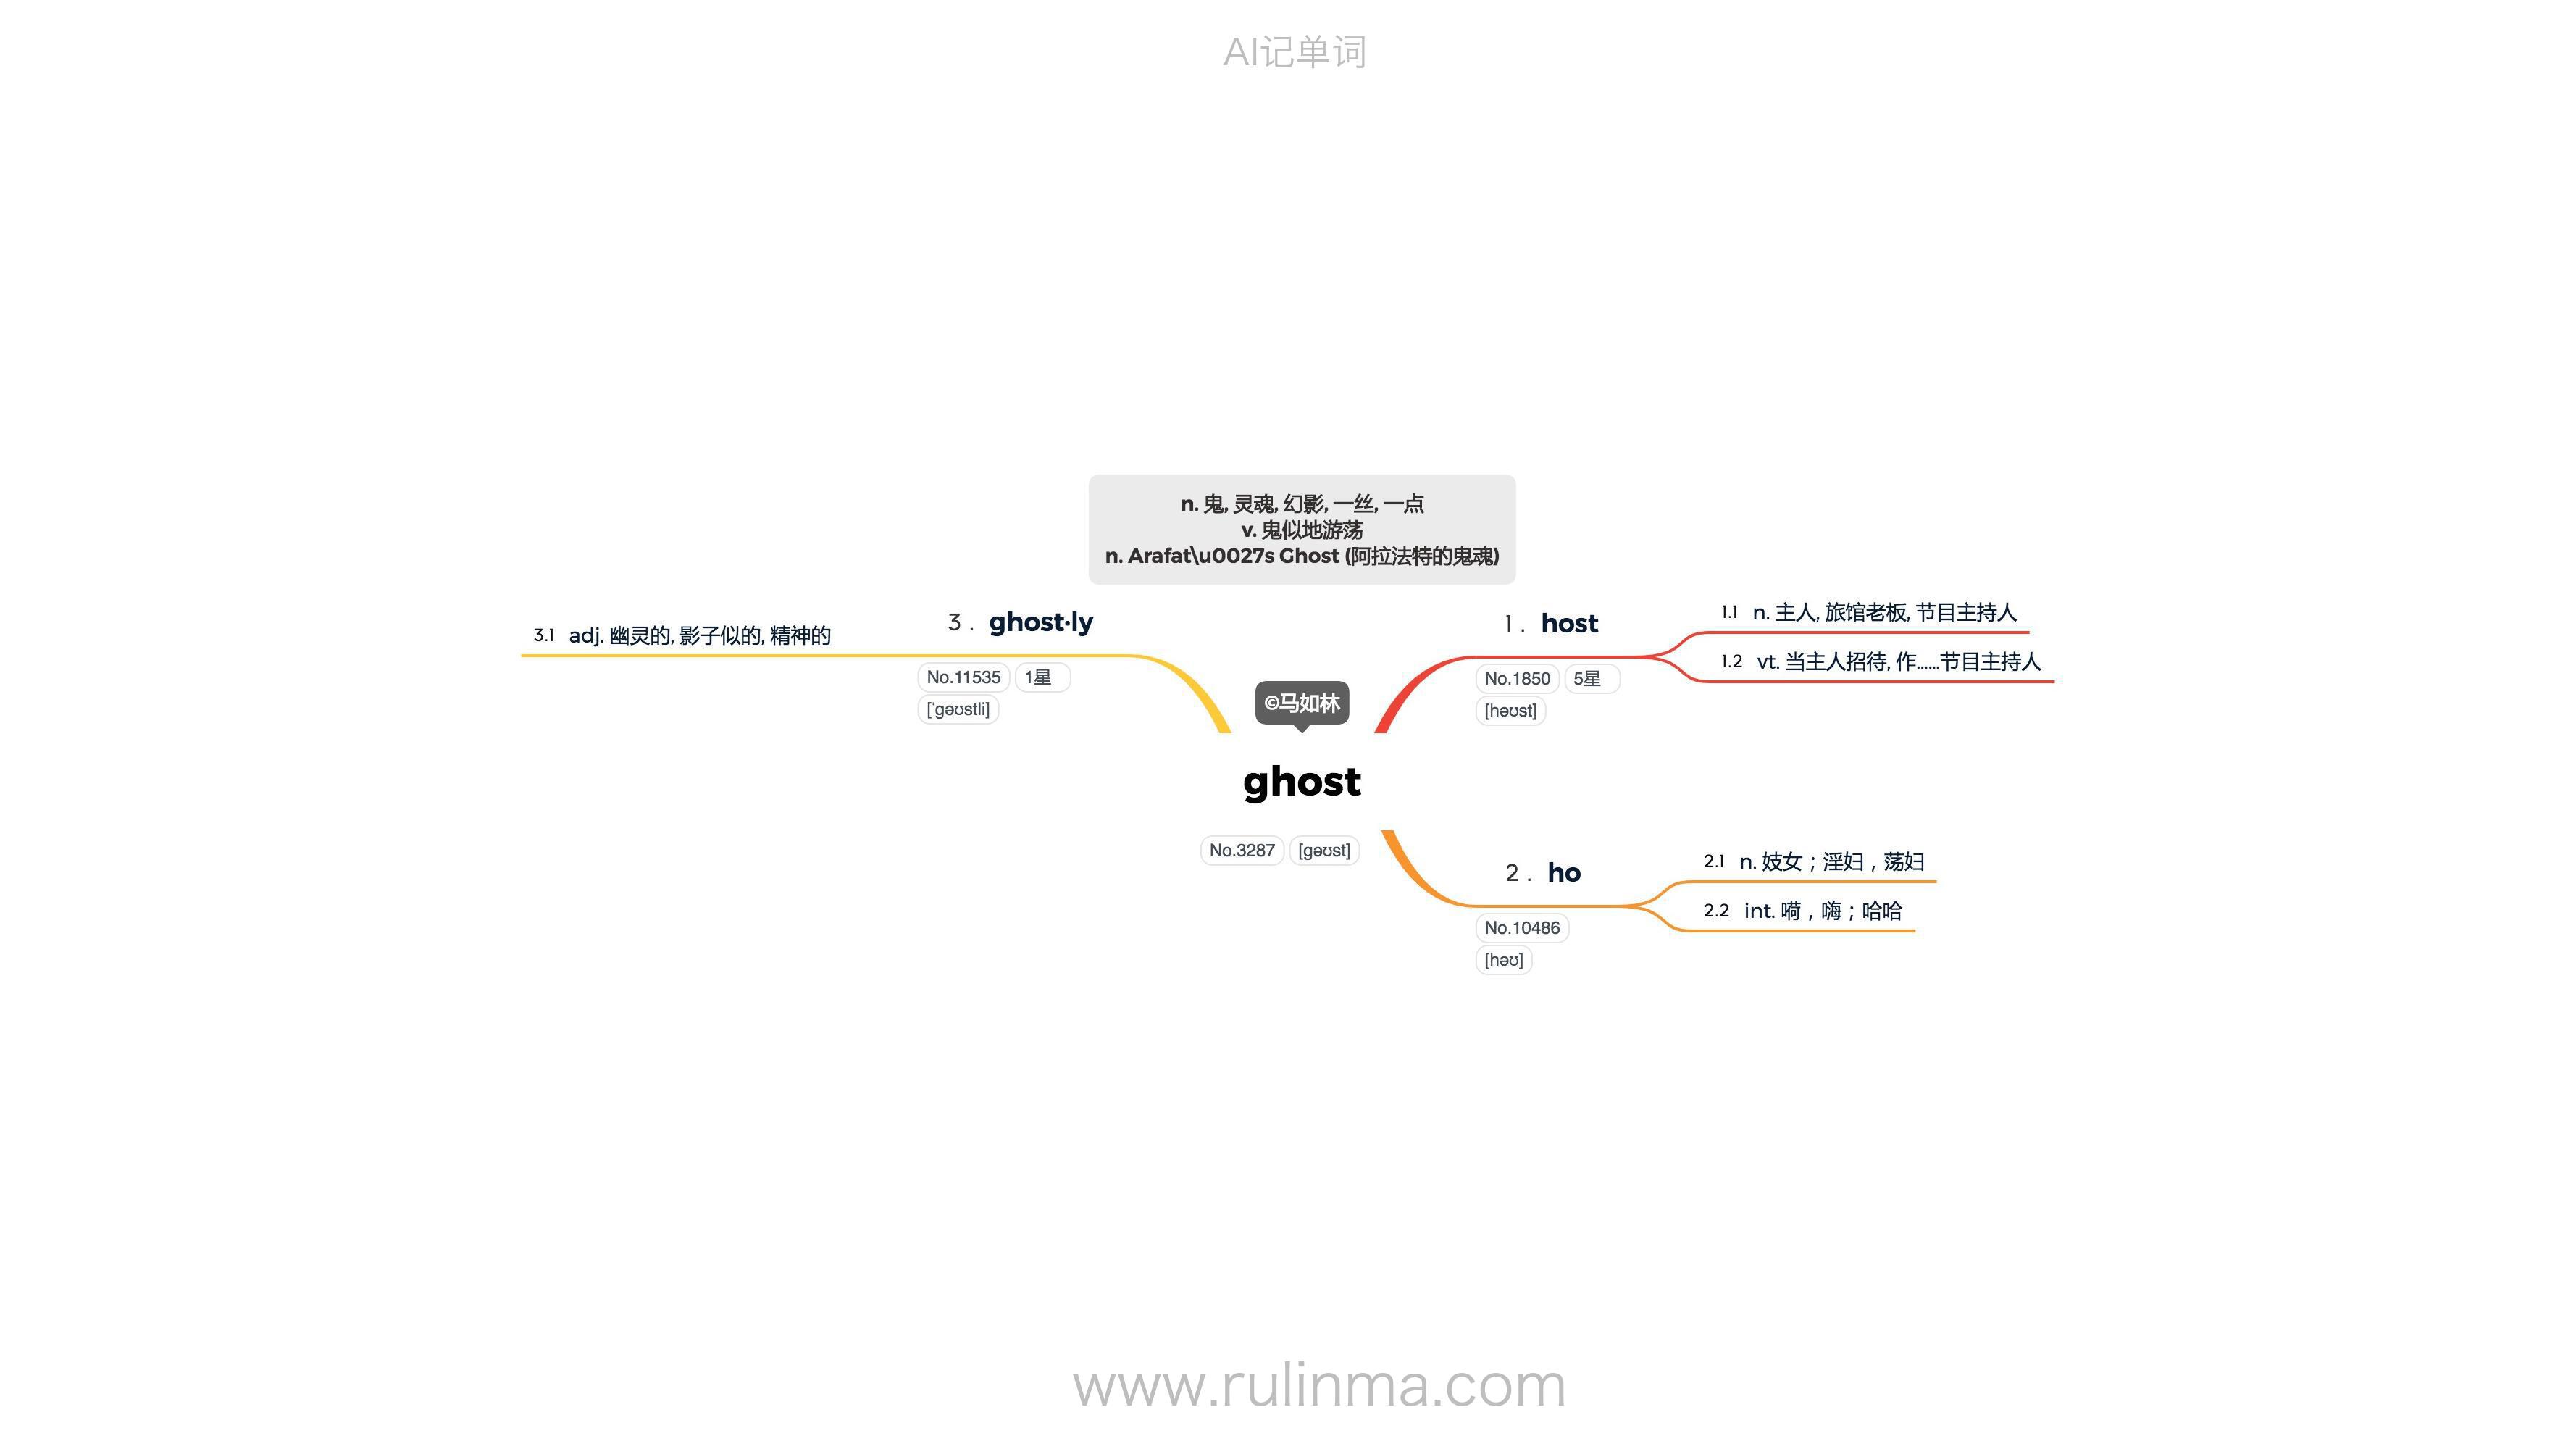 AI记单词
n. 鬼, 灵魂, 幻影, 一丝, 一点
v. 鬼似地游荡
n. Arafat\u0027s Ghost (阿拉法特的鬼魂)
©马如林
ghost
No.3287 [gəʊst]
1. host
No.1850 5星
[həʊst]
1.1 n. 主人, 旅馆老板, 节目主持人
1.2 vt. 当主人招待, 作……节目主持人
2. ho
No.10486
[həʊ]
2.1 n. 妓女；淫妇，荡妇
2.2 int. 嗬，嗨；哈哈
3. ghost·ly
No.11535 1星
[ˈɡəʊstli]
3.1 adj. 幽灵的, 影子似的, 精神的
www.rulinma.com